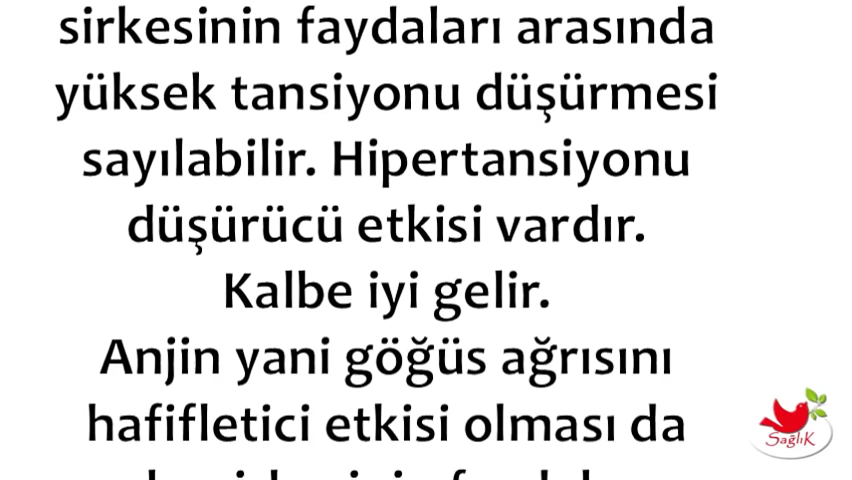 sirkesinin faydaları arasında
yüksek tansiyonu düşürmesi
sayılabilir. Hipertansiyonu
düşürücü etkisi vardır.
Kalbe iyi gelir.
Anjin yani göğüs ağrısını
hafifletici etkisi olması da
SağlıK